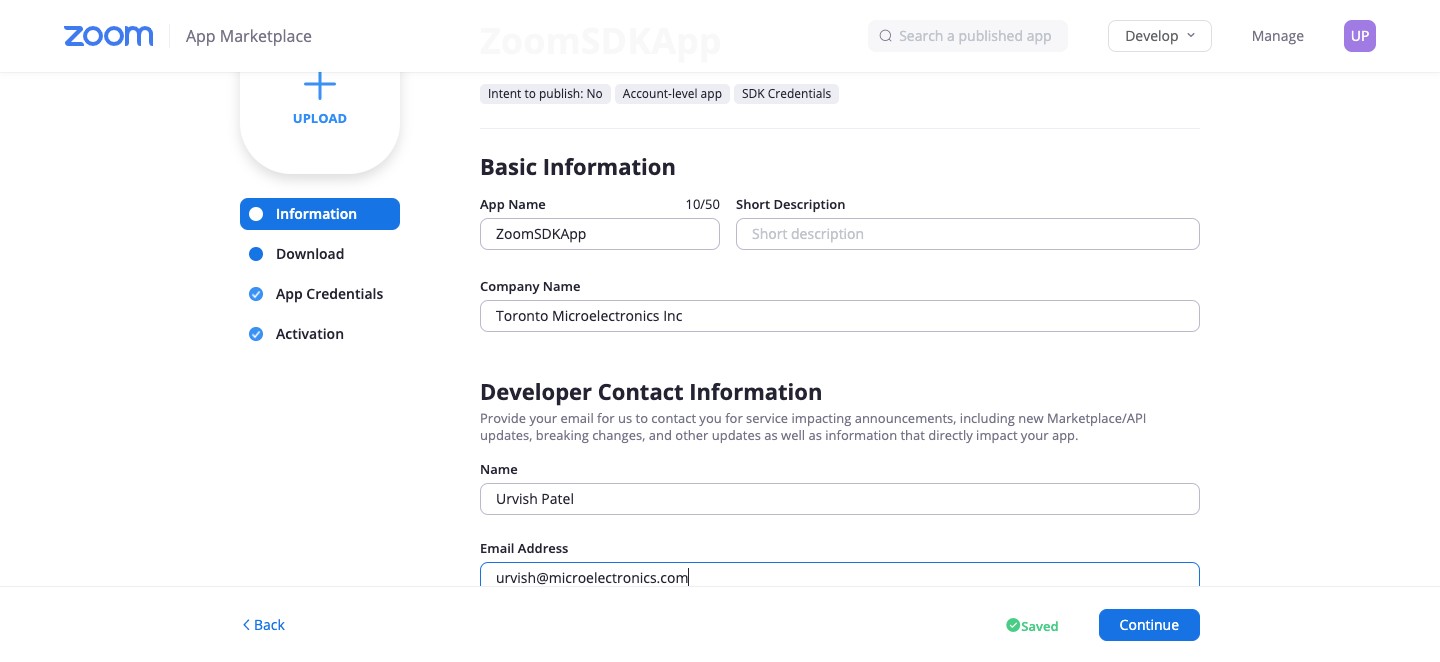 zoom
App Marketplace
ZoomSDKApp
Search a published app
Develop
Manage
UP
UPLOAD
Intent to publish: No
Account-level app
SDK Credentials
Information
Download
App Credentials
Activation
Basic Information
App Name
10/50
Short Description
ZoomSDKApp
Short description
Company Name
Toronto Microelectronics Inc
Developer Contact Information
Provide your email for us to contact you for service impacting announcements, including new Marketplace/API
updates, breaking changes, and other updates as well as information that directly impact your app.
Name
Urvish Patel
Email Address
urvish@microelectronics.com
Back
Saved
Continue